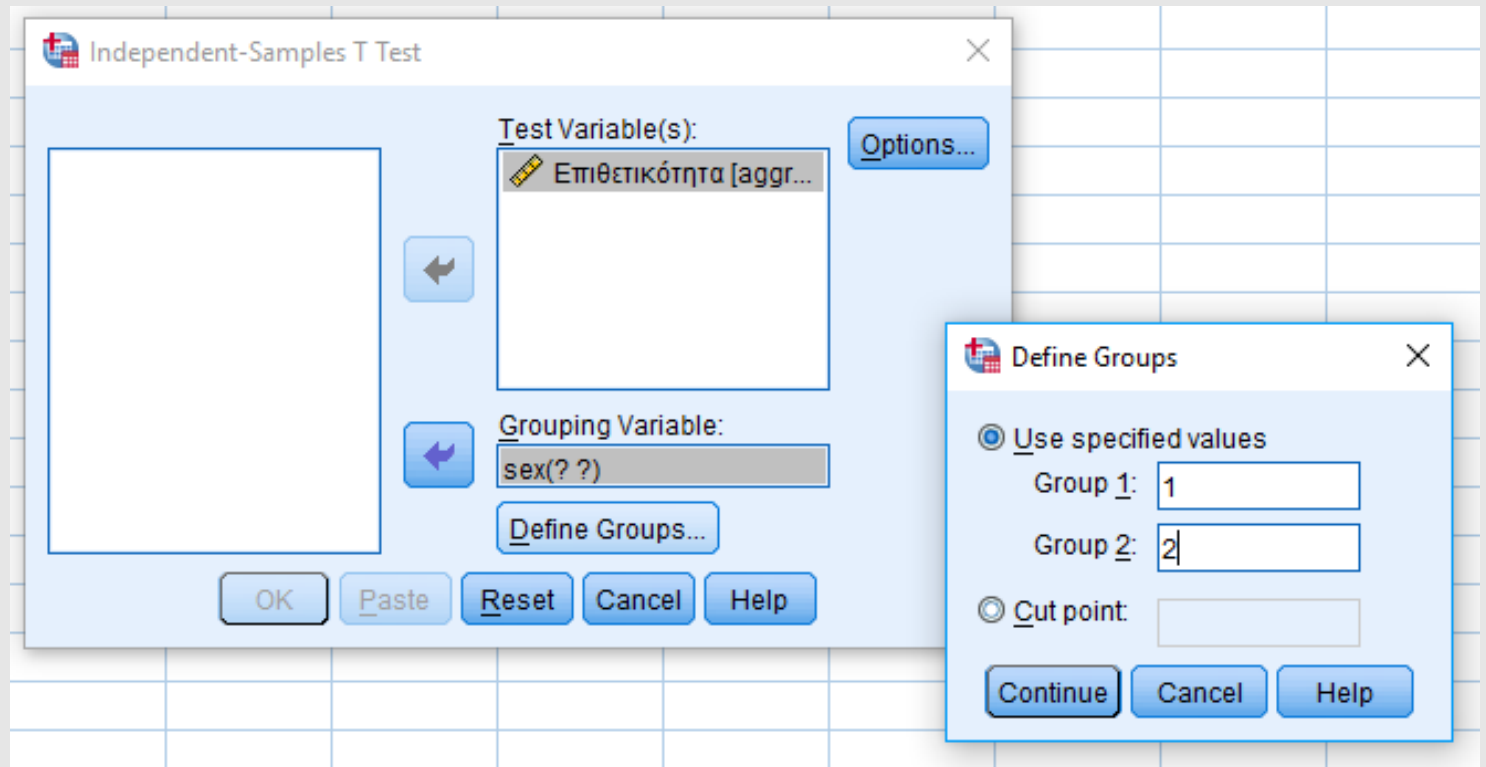 Independent-Samples T Test
Test Variable(s):
Επιθετικότητα [aggr...
Options...
Grouping Variable:
sex(? ?)
Define Groups...
OK
Paste
Reset
Cancel
Help
Define Groups
Use specified values
Group 1:
1
Group 2:
2
Cut point:
Continue
Cancel
Help